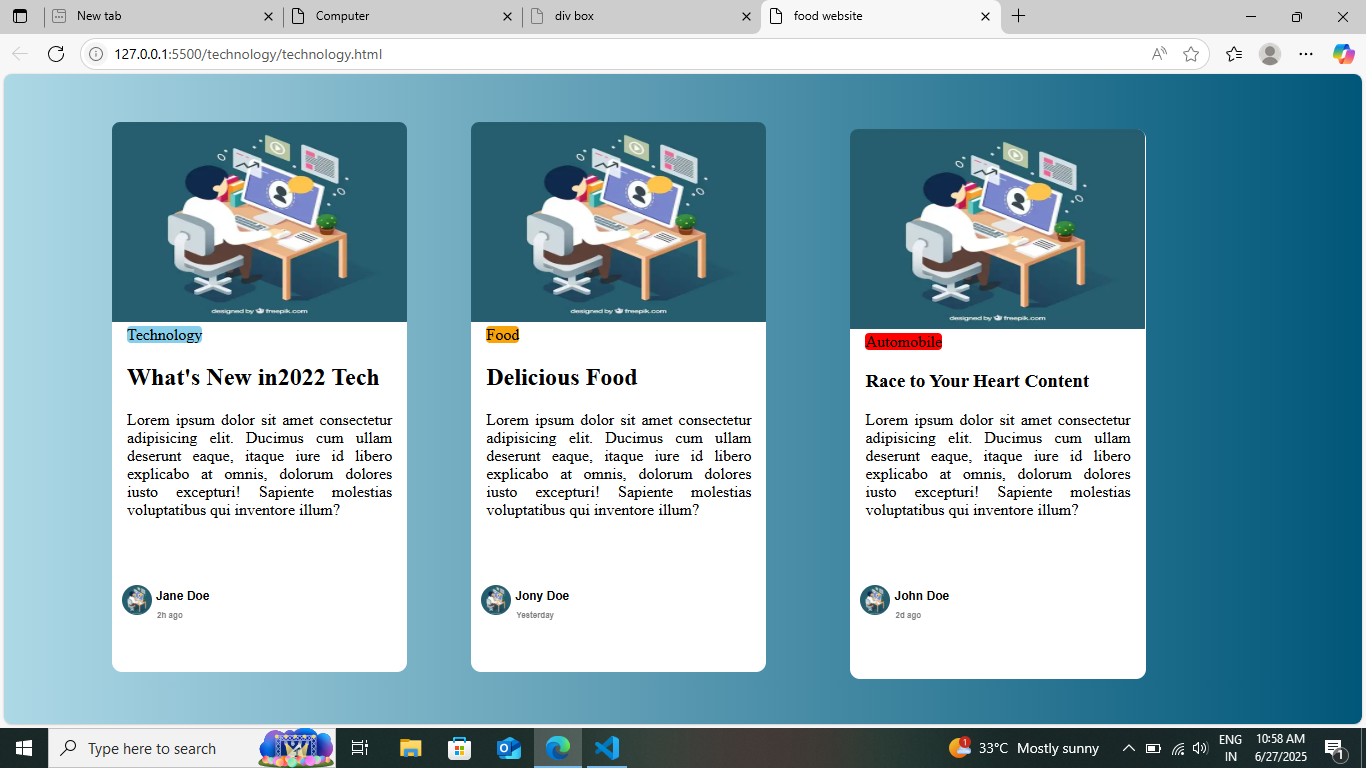 New tab
Computer
div box
food website
127.0.0.1:5500/technology/technology.html
designed by freepik.com
designed by freepik.com
designed by freepik.com
Technology
What's New in2022 Tech
Lorem ipsum dolor sit amet consectetur
adipisicing elit. Ducimus cum ullam
deserunt eaque, itaque iure id libero
explicabo at omnis, dolorum dolores
iusto excepturi! Sapiente molestias
voluptatibus qui inventore illum?
Jane Doe
2h ago
Food
Delicious Food
Lorem ipsum dolor sit amet consectetur
adipisicing elit. Ducimus cum ullam
deserunt eaque, itaque iure id libero
explicabo at omnis, dolorum dolores
iusto excepturi! Sapiente molestias
voluptatibus qui inventore illum?
Jony Doe
Yesterday
Automobile
Race to Your Heart Content
Lorem ipsum dolor sit amet consectetur
adipisicing elit. Ducimus cum ullam
deserunt eaque, itaque iure id libero
explicabo at omnis, dolorum dolores
iusto excepturi! Sapiente molestias
voluptatibus qui inventore illum?
John Doe
2d ago
Type here to search
1
33°C Mostly sunny
ENG
IN
10:58 AM
6/27/2025
1